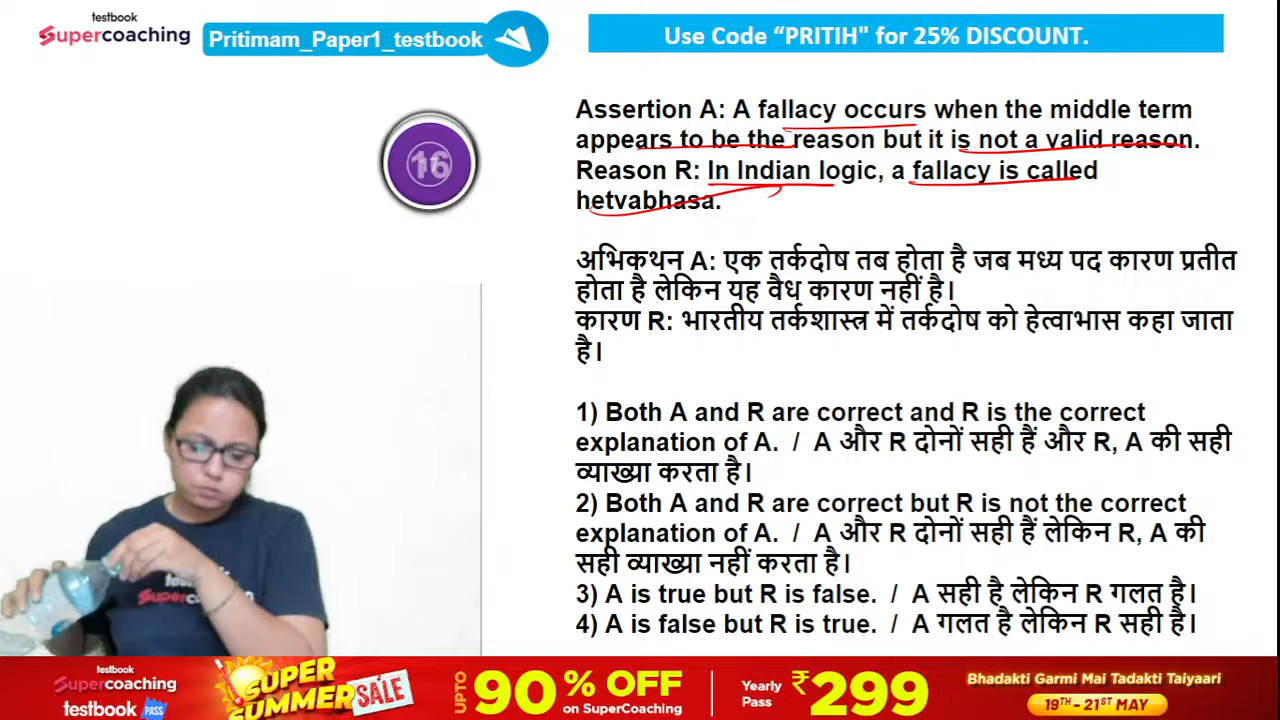 testbook
Supercoaching
Pritimam_Paper1_testbook
Use Code “PRITIH" for 25% DISCOUNT.
16
Assertion A: A fallacy occurs when the middle term
appears to be the reason but it is not a valid reason.
Reason R: In Indian logic, a fallacy is called
hetvabhasa.
अभिकथन A: एक तर्कदोष तब होता है जब मध्य पद कारण प्रतीत
होता है लेकिन यह वैध कारण नहीं है।
कारण R: भारतीय तर्कशास्त्र में तर्कदोष को हेत्वाभास कहा जाता
है।
1) Both A and R are correct and R is the correct
explanation of A. / A और R दोनों सही हैं और R, A की सही
व्याख्या करता है।
2) Both A and R are correct but R is not the correct
explanation of A. / A और R दोनों सही हैं लेकिन R, A की
सही व्याख्या नहीं करता है।
3) A is true but R is false. / A सही है लेकिन R गलत है।
4) A is false but R is true. / A गलत है लेकिन R सही है।
testbook
Supercoaching
testbook PASS
SUPER
SUMMER SALE
UPTO 90% OFF
on SuperCoaching
Yearly
Pass ₹299
Bhadakti Garmi Mai Tadakti Taiyaari
19TH - 21ST MAY